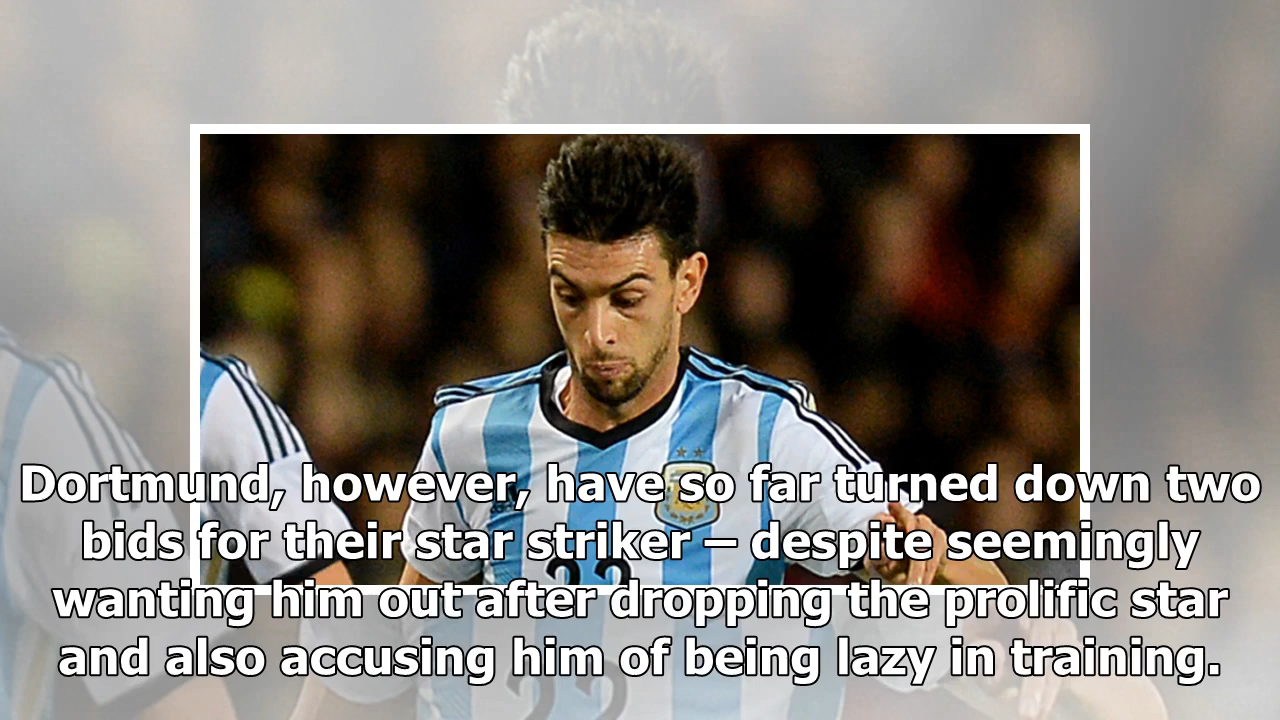 Dortmund, however, have so far turned down two
bids for their star striker – despite seemingly
wanting him out after dropping the prolific star
and also accusing him of being lazy in training.
22